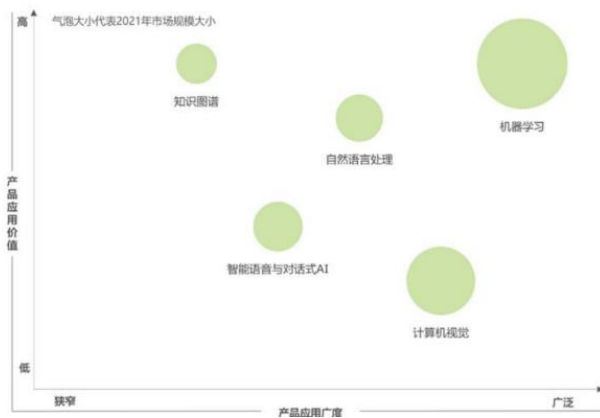 高
气泡大小代表2021年市场规模大小
知识图谱
机器学习
自然语言处理
产品应用价值
智能语音与对话式AI
计算机视觉
低
狭窄
广泛
产品应用广度